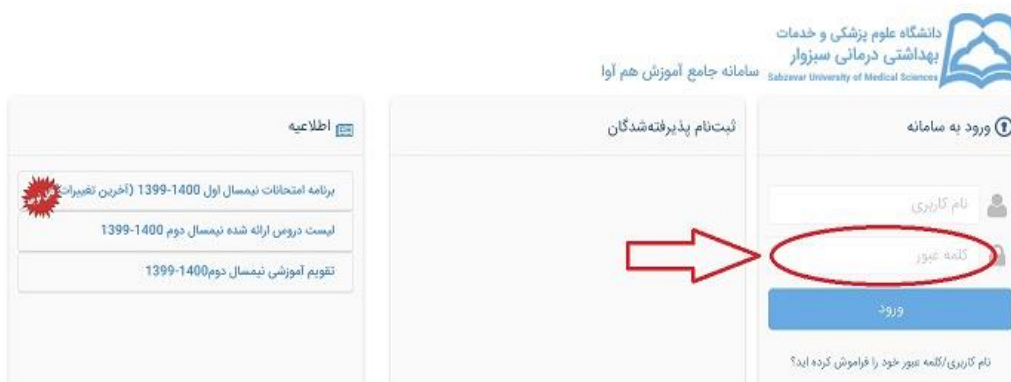 دانشگاه علوم پزشکی و خدمات
بهداشتی درمانی سبزوار
Sabzevar University of Medical Sciences
سامانه جامع آموزش هم آوا
ورود به سامانه
نام کاربری
کلمه عبور
ورود
نام کاربری/کلمه عبور خود را فراموش کرده اید؟
ثبت‌نام پذیرفته‌شدگان
اطلاعیه
برنامه امتحانات نیمسال اول 1400-1399 (آخرین تغییرات)
قابل توجه
لیست دروس ارائه شده نیمسال دوم 1400-1399
تقویم آموزشی نیمسال دوم1400-1399